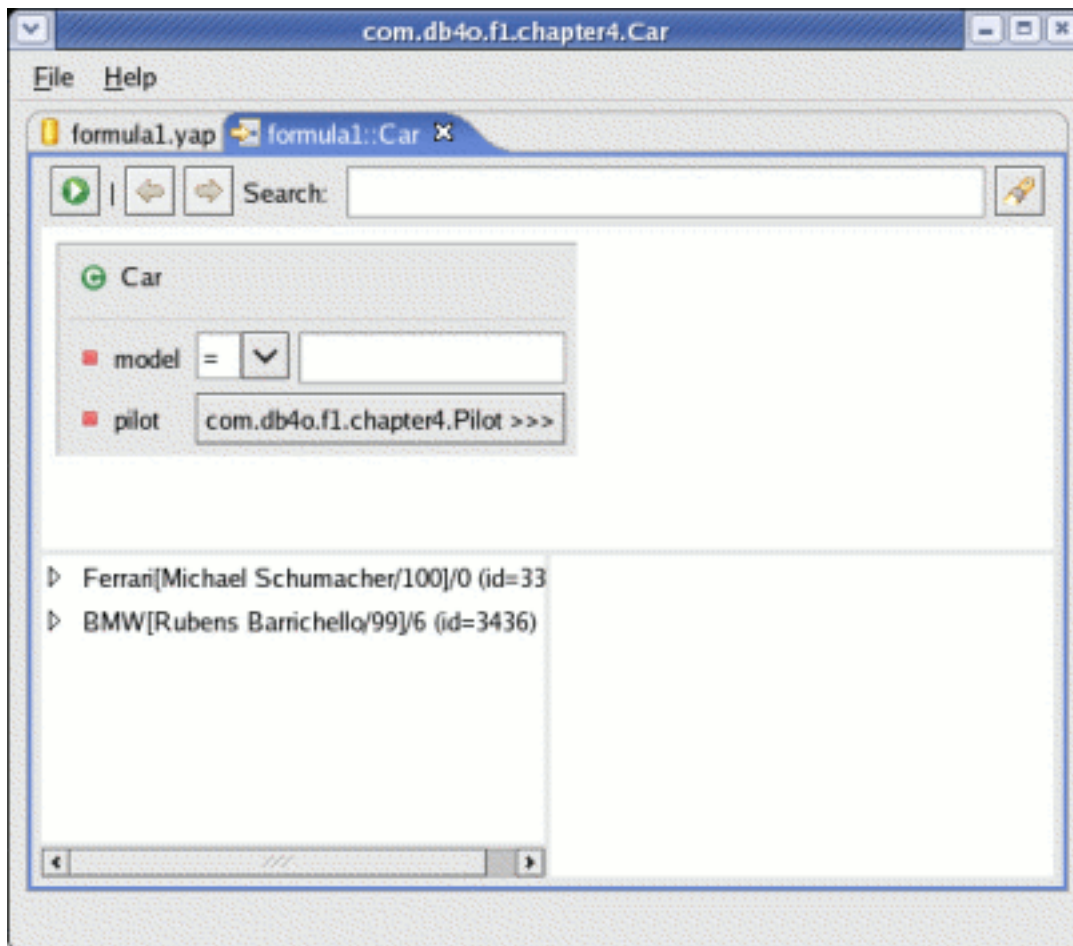 com.db4o.f1.chapter4.Car
File Help
formula1.yap formula1::Car
Search:
Car
model =
pilot com.db4o.f1.chapter4.Pilot >>>
Ferrari[Michael Schumacher/100]/0 (id=33
BMW[Rubens Barrichello/99]/6 (id=3436)